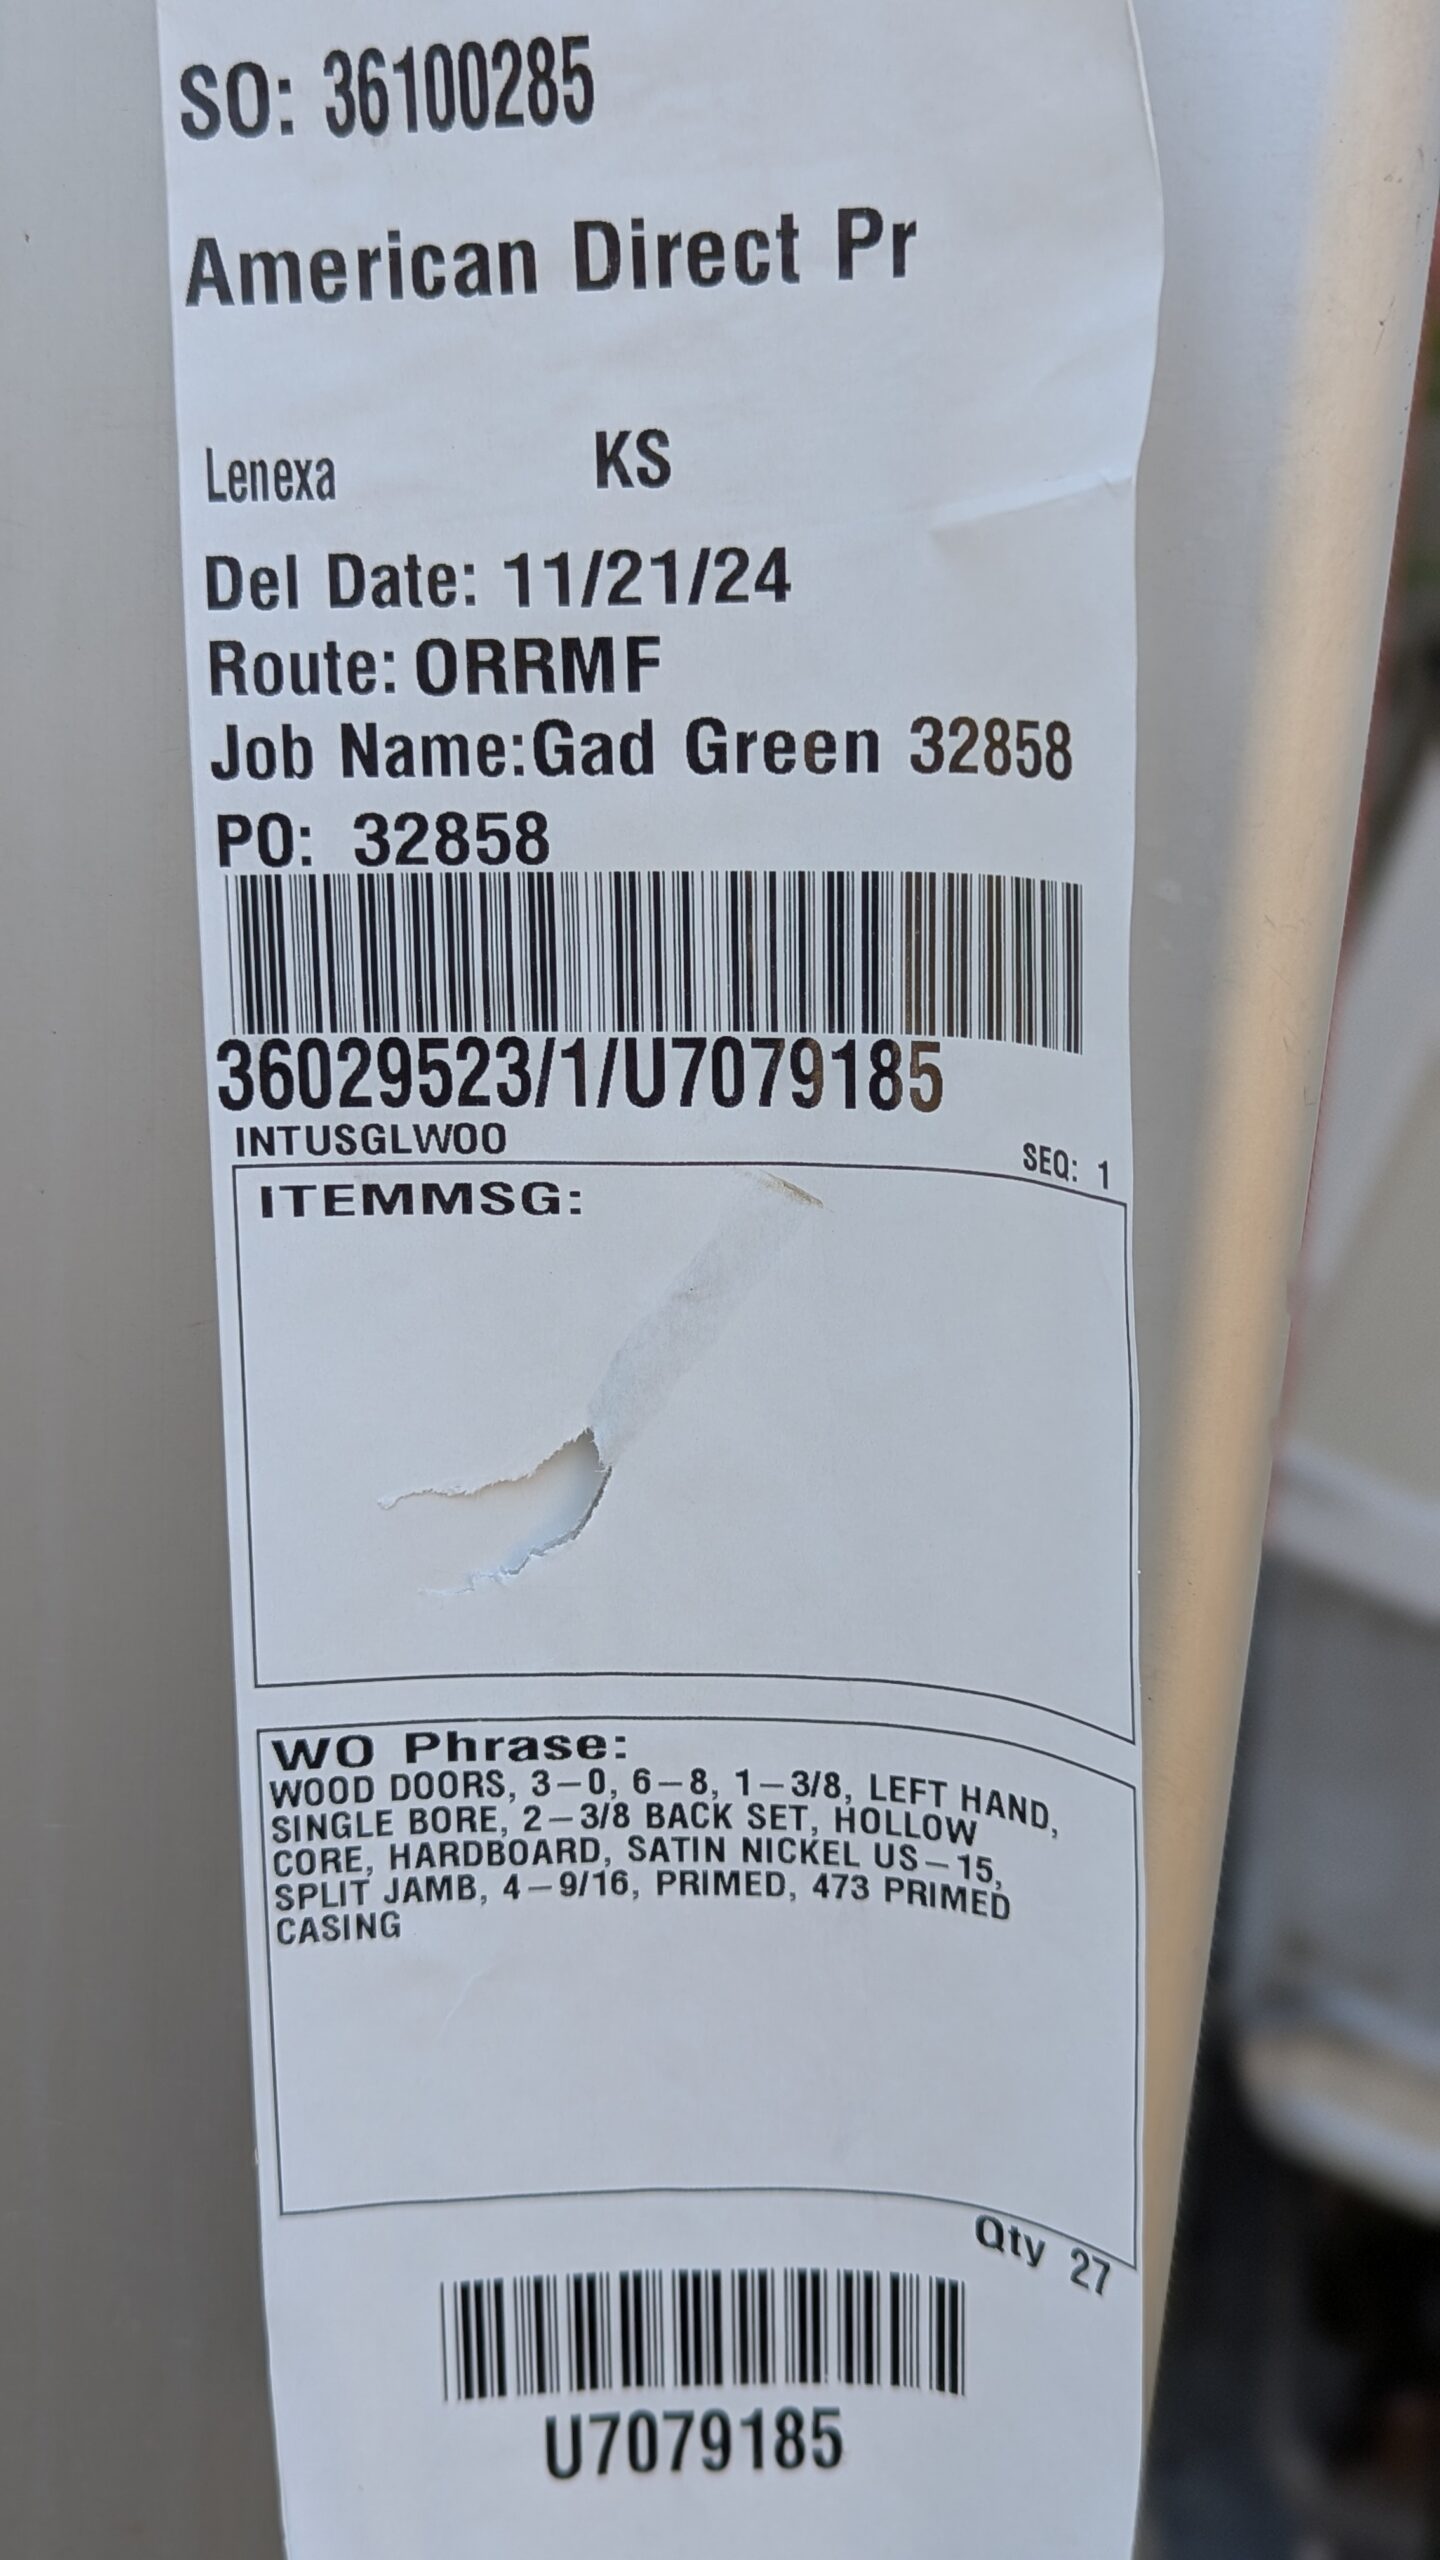 SO: 36100285
American Direct Pr
Lenexa KS
Del Date: 11/21/24
Route: ORRMF
Job Name:Gad Green 32858
PO: 32858
36029523/1/U7079185
INTUSGLWOO
SEQ: 1
ITEMMSG:
WO Phrase:
WOOD DOORS, 3-0, 6-8, 1-3/8, LEFT HAND,
SINGLE BORE, 2-3/8 BACK SET, HOLLOW
CORE, HARDBOARD, SATIN NICKEL US-15,
SPLIT JAMB, 4-9/16, PRIMED, 473 PRIMED
CASING
Qty 27
U7079185